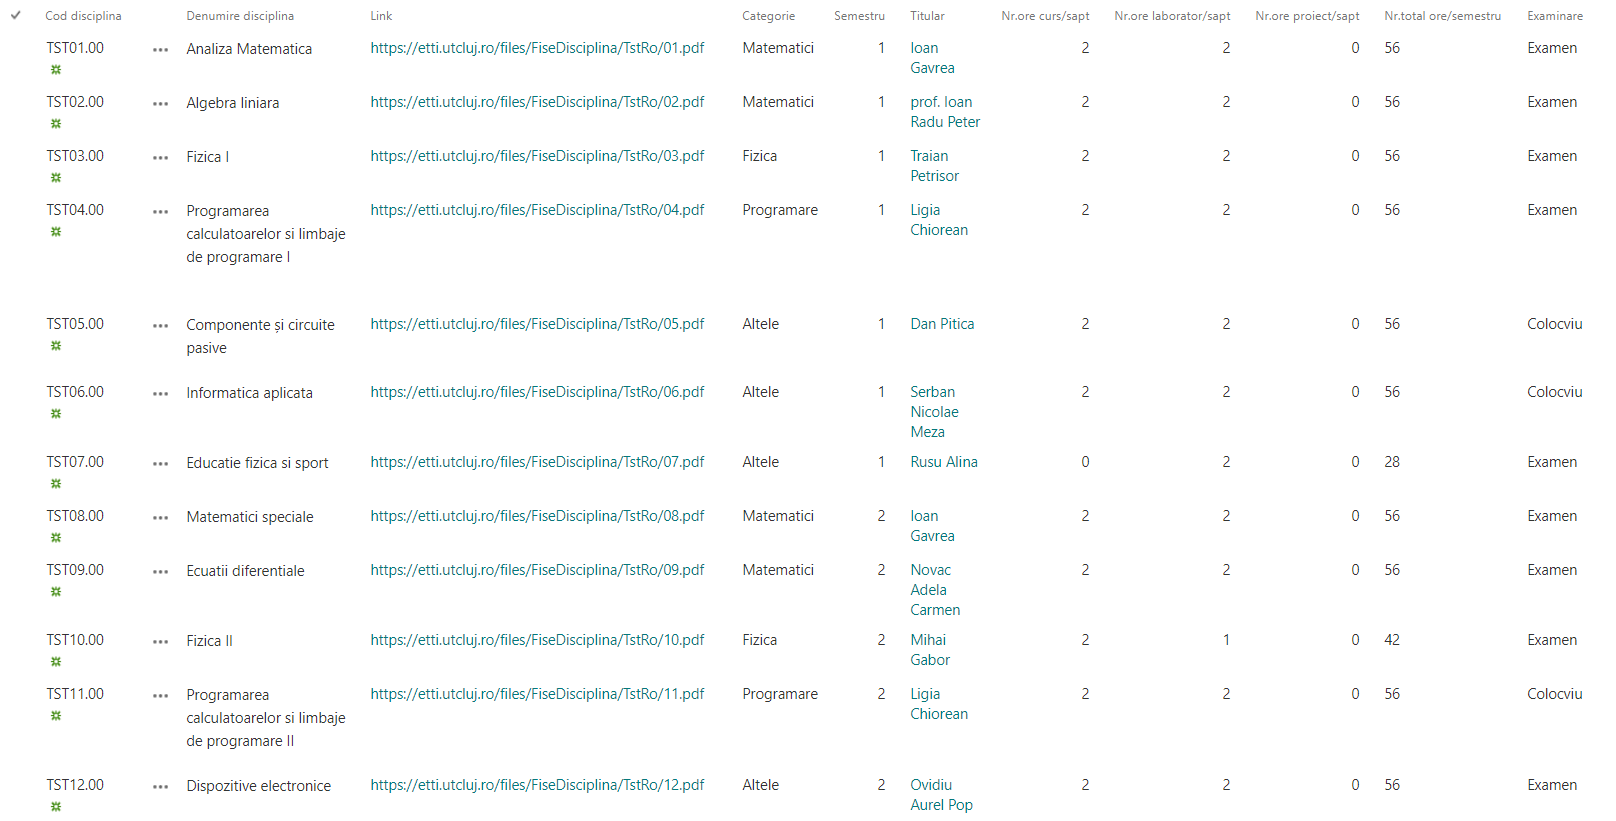 Cod disciplina Denumire disciplina Link Categorie Semestru Titular Nr.ore curs/sapt Nr.ore laborator/sapt Nr.ore proiect/sapt Nr.total ore/semestru Examinare
TST01.00 Analiza Matematica https://etti.utcluj.ro/files/FiseDisciplina/TstRo/01.pdf Matematici 1 Ioan 2 2 0 56 Examen
Gavrea
TST02.00 Algebra liniara https://etti.utcluj.ro/files/FiseDisciplina/TstRo/02.pdf Matematici 1 prof. Ioan 2 2 0 56 Examen
Radu Peter
TST03.00 Fizica I https://etti.utcluj.ro/files/FiseDisciplina/TstRo/03.pdf Fizica 1 Traian 2 2 0 56 Examen
Petrisor
TST04.00 Programarea https://etti.utcluj.ro/files/FiseDisciplina/TstRo/04.pdf Programare 1 Ligia 2 2 0 56 Examen
calculatoarelor si limbaje Chiorean
de programare I
TST05.00 Componente și circuite https://etti.utcluj.ro/files/FiseDisciplina/TstRo/05.pdf Altele 1 Dan Pitica 2 2 0 56 Colocviu
pasive
TST06.00 Informatica aplicata https://etti.utcluj.ro/files/FiseDisciplina/TstRo/06.pdf Altele 1 Serban 2 2 0 56 Colocviu
Nicolae
Meza
TST07.00 Educatie fizica si sport https://etti.utcluj.ro/files/FiseDisciplina/TstRo/07.pdf Altele 1 Rusu Alina 0 2 0 28 Examen
TST08.00 Matematici speciale https://etti.utcluj.ro/files/FiseDisciplina/TstRo/08.pdf Matematici 2 Ioan 2 2 0 56 Examen
Gavrea
TST09.00 Ecuatii diferentiale https://etti.utcluj.ro/files/FiseDisciplina/TstRo/09.pdf Matematici 2 Novac 2 2 0 56 Examen
Adela
Carmen
TST10.00 Fizica II https://etti.utcluj.ro/files/FiseDisciplina/TstRo/10.pdf Fizica 2 Mihai 2 1 0 42 Examen
Gabor
TST11.00 Programarea https://etti.utcluj.ro/files/FiseDisciplina/TstRo/11.pdf Programare 2 Ligia 2 2 0 56 Colocviu
calculatoarelor si limbaje Chiorean
de programare II
TST12.00 Dispozitive electronice https://etti.utcluj.ro/files/FiseDisciplina/TstRo/12.pdf Altele 2 Ovidiu 2 2 0 56 Examen
Aurel Pop